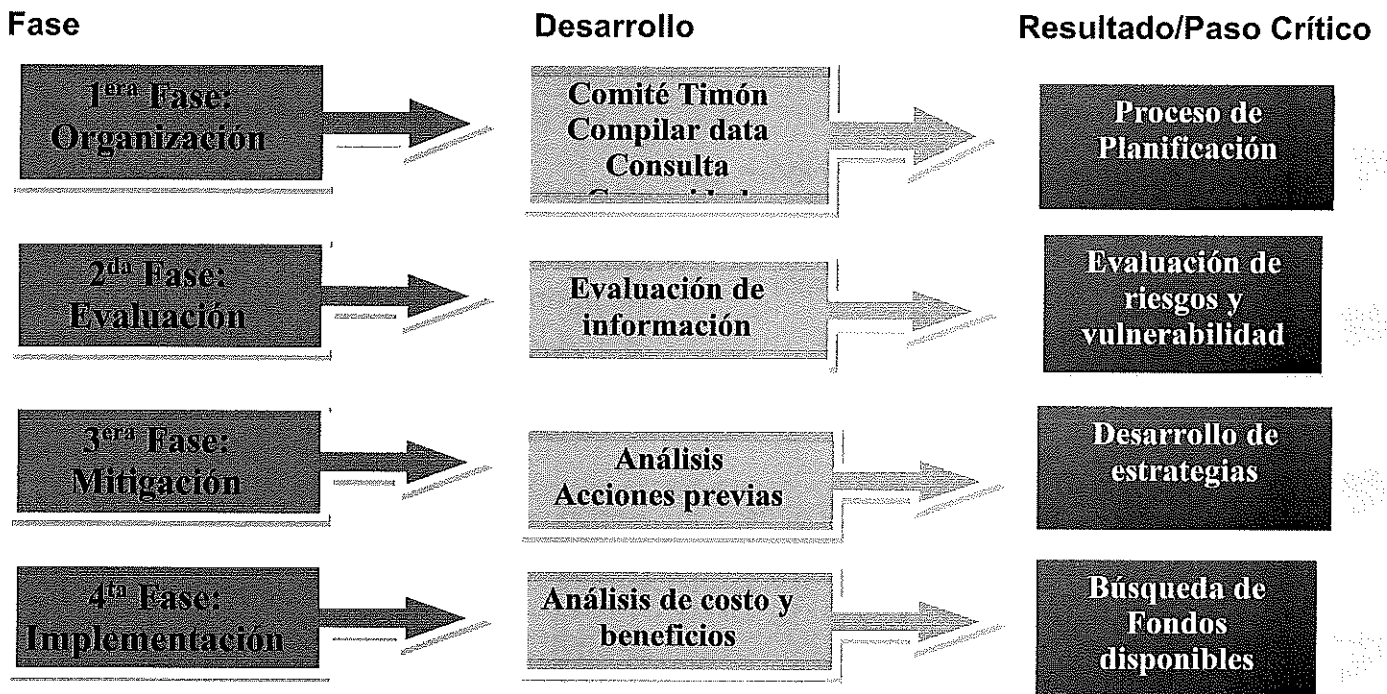 Fase
Desarrollo
Resultado/Paso Crítico
1era Fase:
Organización
Comité Timón
Compilar data
Consulta
Proceso de
Planificación
2da Fase:
Evaluación
Evaluación de
información
Evaluación de
riesgos y
vulnerabilidad
3era Fase:
Mitigación
Análisis
Acciones previas
Desarrollo de
estrategias
4ta Fase:
Implementación
Análisis de costo y
beneficios
Búsqueda de
Fondos
disponibles